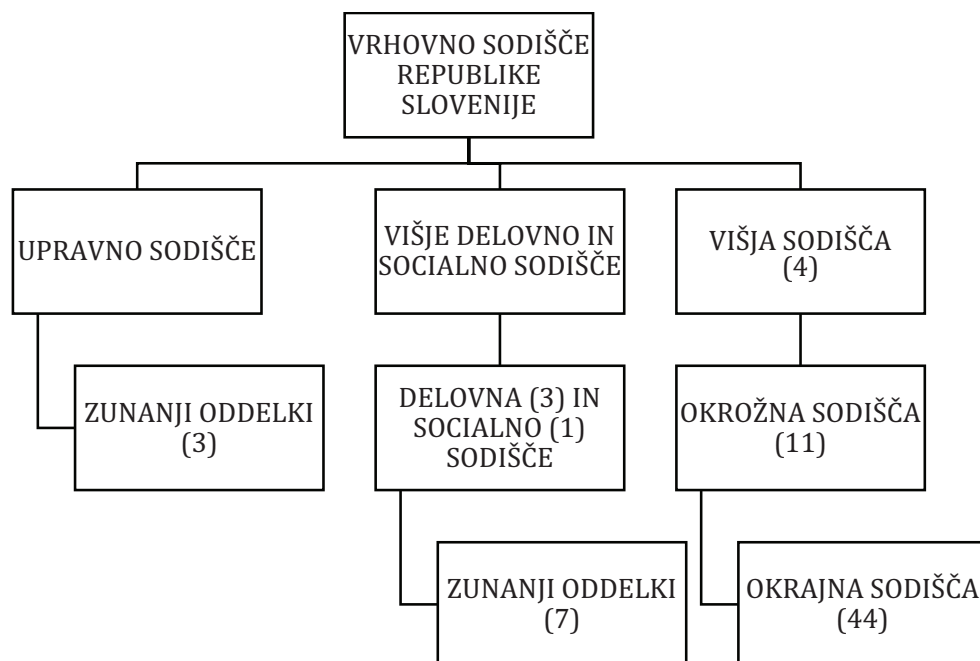 VRHOVNO SODIŠČE
REPUBLIKE
SLOVENIJE
UPRAVNO SODIŠČE
VIŠJE DELOVNO IN
SOCIALNO SODIŠČE
VIŠJA SODIŠČA
(4)
ZUNANJI ODDELKI
(3)
DELOVNA (3) IN
SOCIALNO (1)
SODIŠČE
OKROŽNA SODIŠČA
(11)
ZUNANJI ODDELKI
(7)
OKRAJNA SODIŠČA
(44)